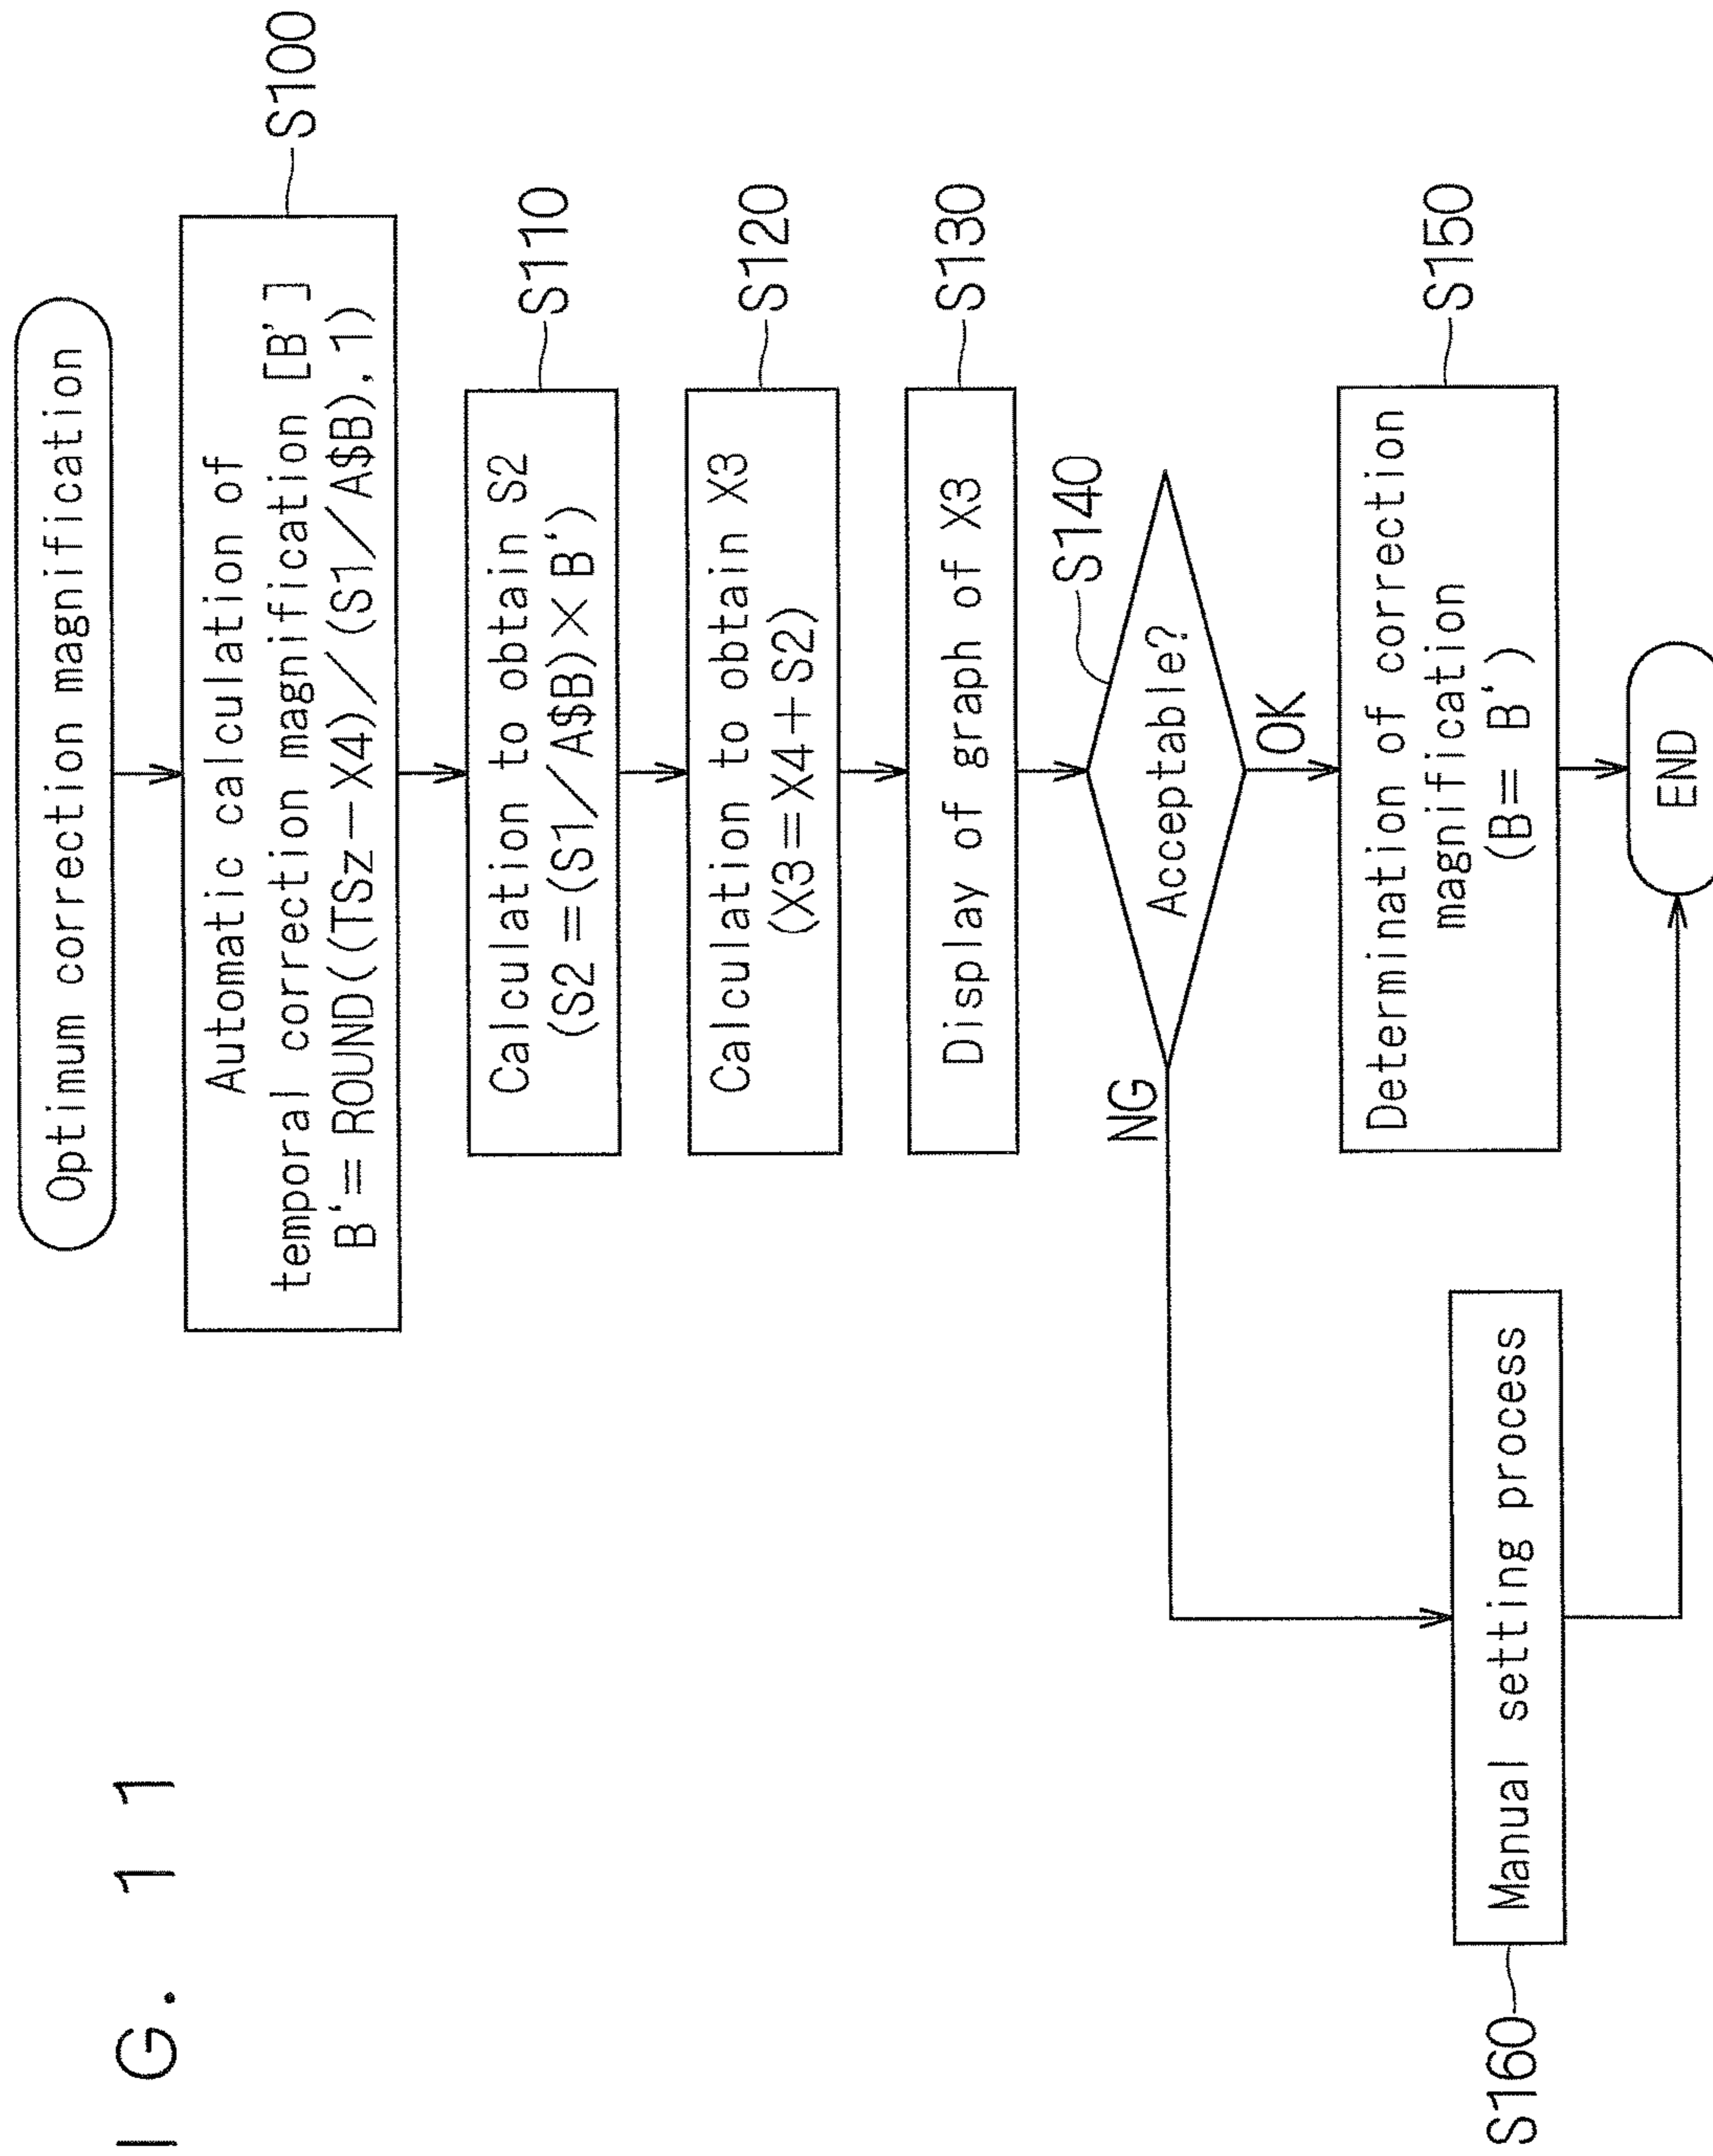 FIG. 11
Optimum correction magnification
Automatic calculation of
temporal correction magnification [B']
B'=ROUND((TSz-X4)/(S1/A$B),1)
S100
Calculation to obtain S2
(S2=(S1/A$B)×B')
S110
Calculation to obtain X3
(X3=X4+S2)
S120
Display of graph of X3
S130
Acceptable?
S140
NG
OK
Determination of correction
magnification
(B= B')
S150
S160
Manual setting process
END